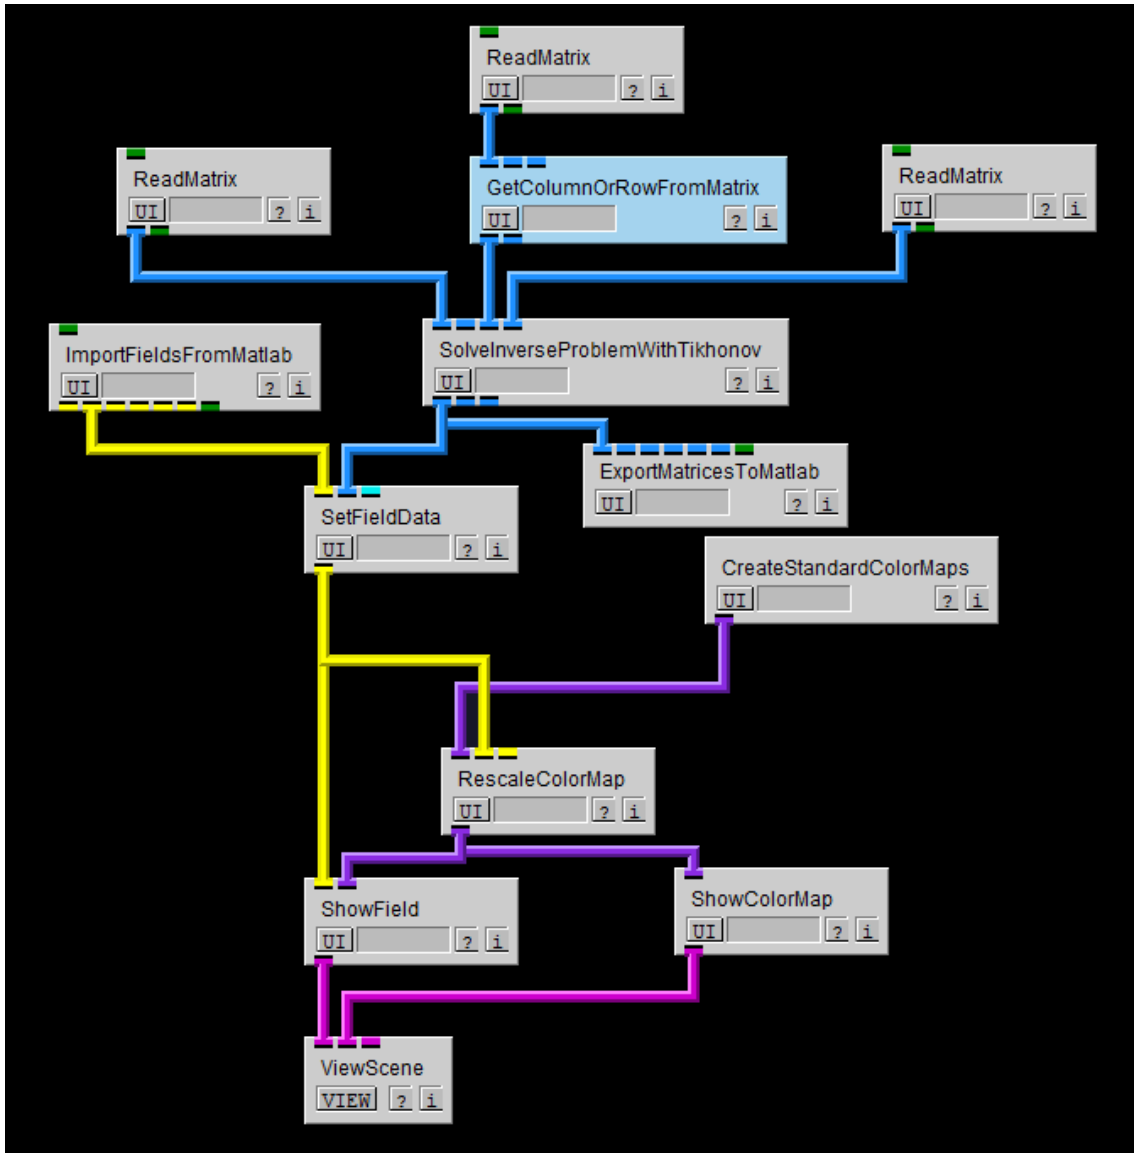 ReadMatrix
UI ? i
ReadMatrix
UI ? i
GetColumnOrRowFromMatrix
UI ? i
ReadMatrix
UI ? i
ImportFieldsFromMatlab
UI ? i
SolveInverseProblemWithTikhonov
UI ? i
ExportMatricesToMatlab
UI ? i
SetFieldData
UI ? i
CreateStandardColorMaps
UI ? i
RescaleColorMap
UI ? i
ShowField
UI ? i
ShowColorMap
UI ? i
ViewScene
VIEW ? i